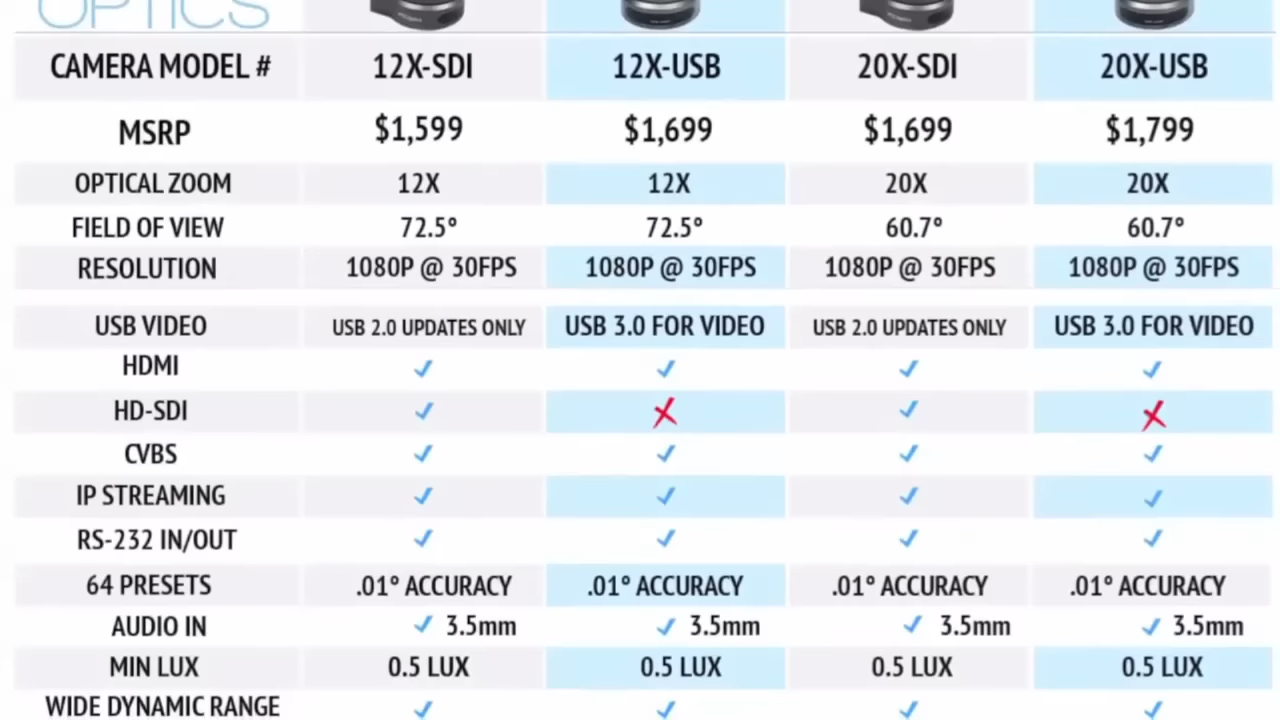 OPTICS
CAMERA MODEL # 12X-SDI 12X-USB 20X-SDI 20X-USB
MSRP $1,599 $1,699 $1,699 $1,799
OPTICAL ZOOM 12X 12X 20X 20X
FIELD OF VIEW 72.5° 72.5° 60.7° 60.7°
RESOLUTION 1080P @ 30FPS 1080P @ 30FPS 1080P @ 30FPS 1080P @ 30FPS
USB VIDEO USB 2.0 UPDATES ONLY USB 3.0 FOR VIDEO USB 2.0 UPDATES ONLY USB 3.0 FOR VIDEO
HDMI
HD-SDI
CVBS
IP STREAMING
RS-232 IN/OUT
64 PRESETS .01° ACCURACY .01° ACCURACY .01° ACCURACY .01° ACCURACY
AUDIO IN 3.5mm 3.5mm 3.5mm 3.5mm
MIN LUX 0.5 LUX 0.5 LUX 0.5 LUX 0.5 LUX
WIDE DYNAMIC RANGE